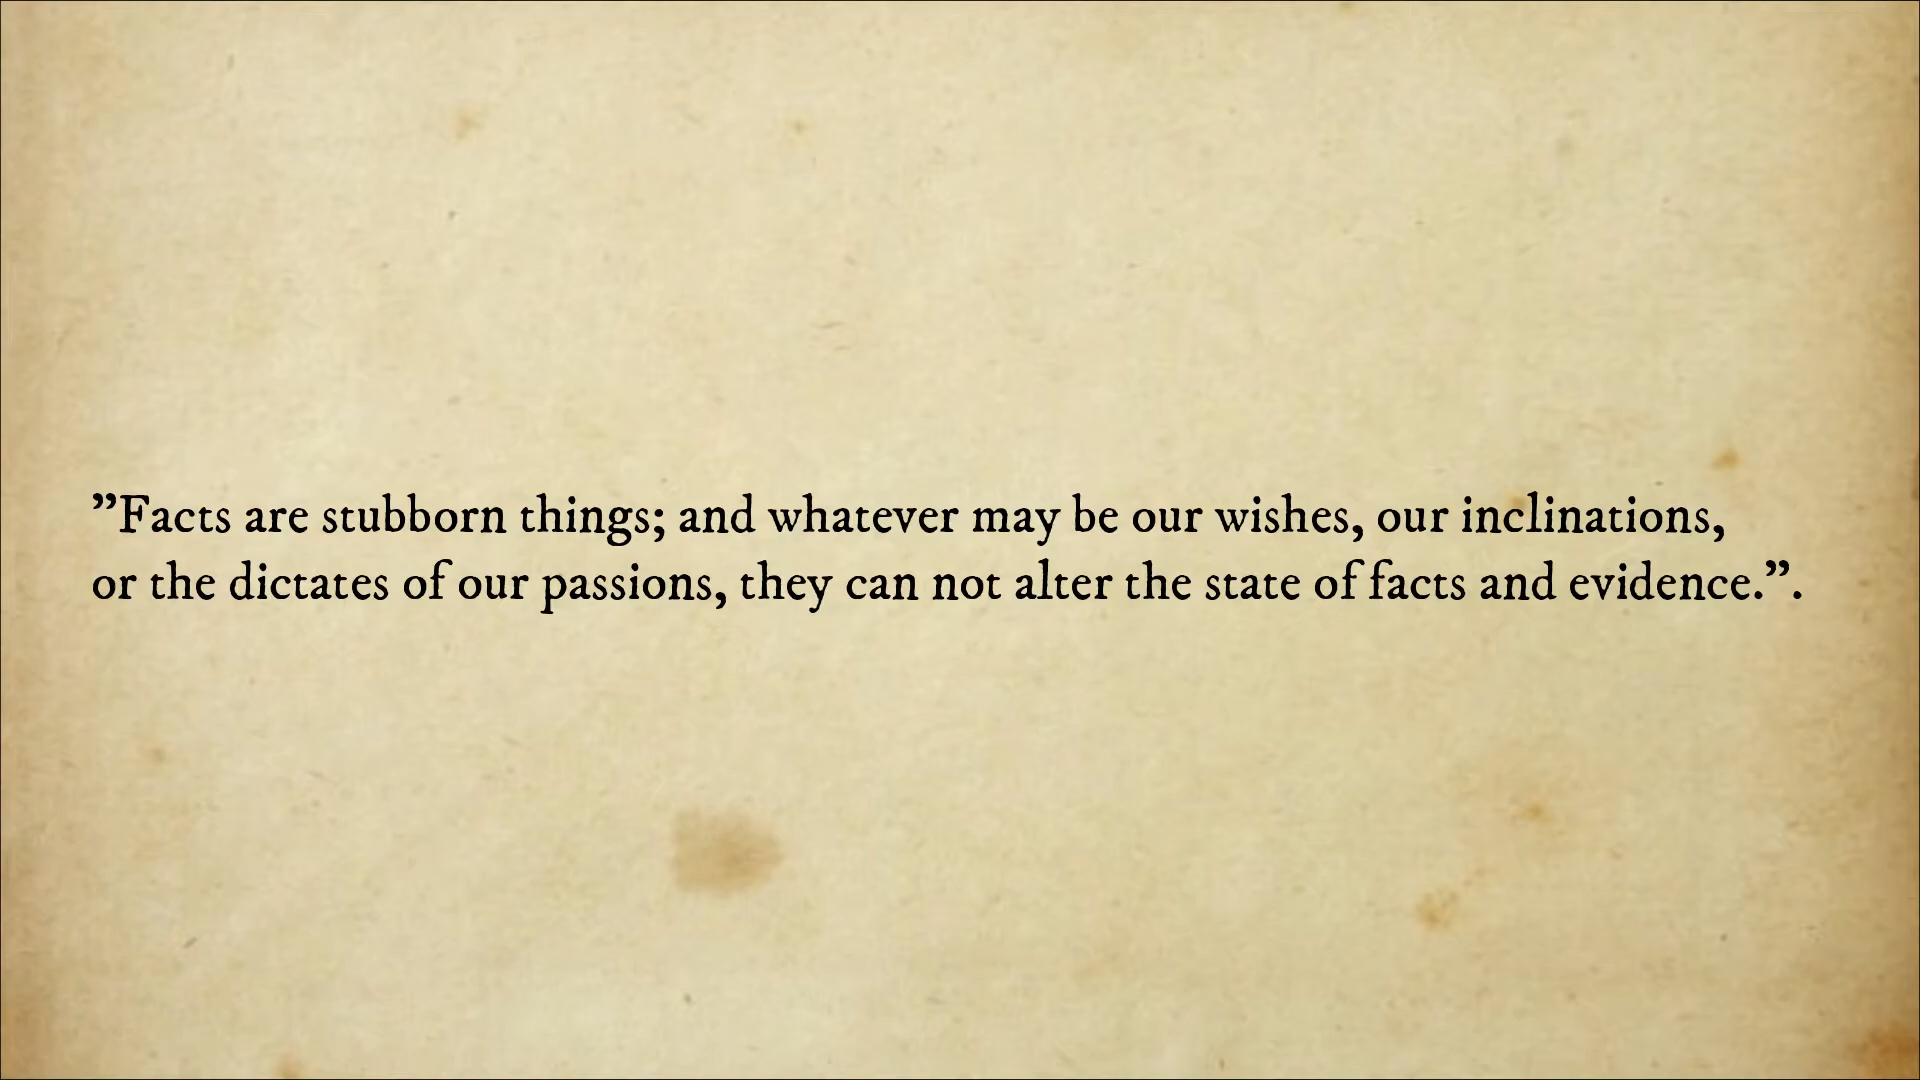 ”Facts are stubborn things; and whatever may be our wishes, our inclinations,
or the dictates of our passions, they can not alter the state of facts and evidence.”.